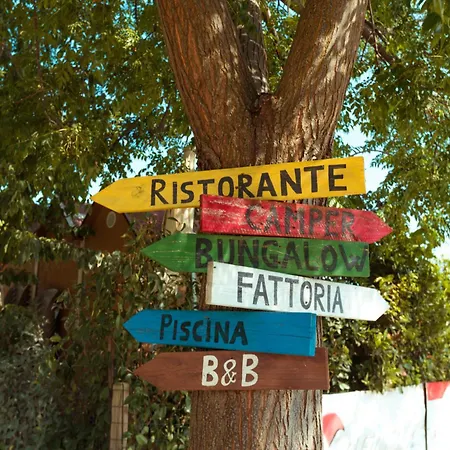 RISTORANTE
CAMPER
BUNGALOW
FATTORIA
PISCINA
B&B